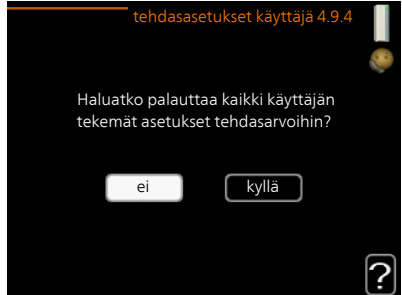 tehdasasetukset käyttäjä 4.9.4
Haluatko palauttaa kaikki käyttäjän
tekemät asetukset tehdasarvoihin?
ei kyllä
?